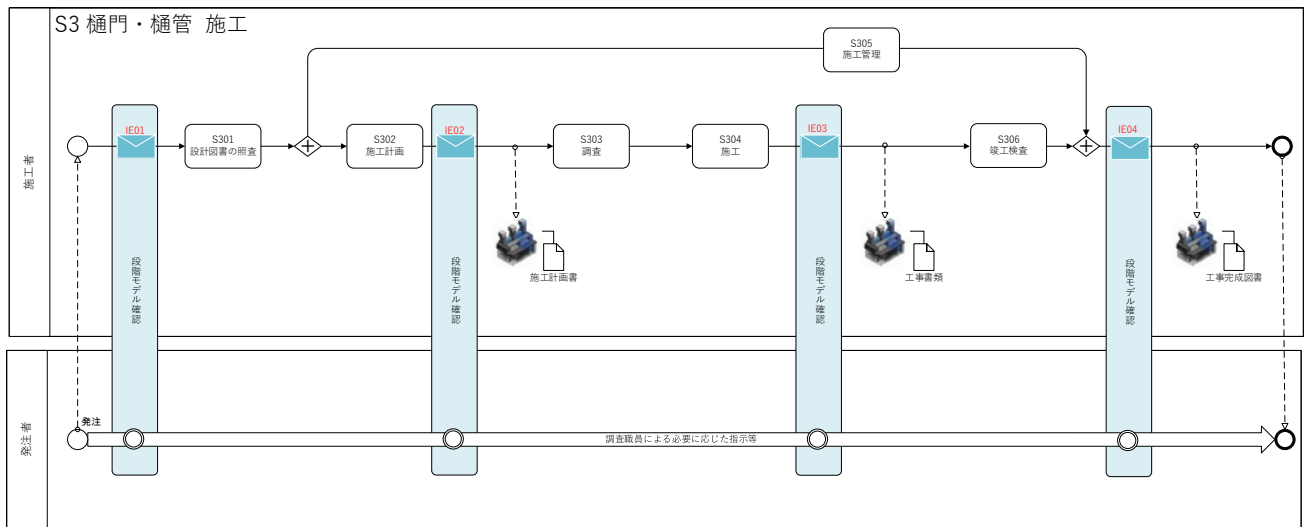 S3 樋門・樋管 施工
施工者
S305
施工管理
IE01
S301
設計図書の照査
S302
施工計画
IE02
S303
調査
S304
施工
IE03
S306
竣工検査
IE04
段階モデル確認
施工計画書
段階モデル確認
段階モデル確認
工事書類
段階モデル確認
工事完成図書
発注者
発注
調査職員による必要に応じた指示等